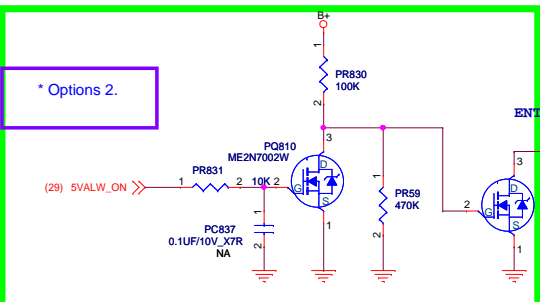 B+
1
PR830
100K
2
* Options 2.
ENT
3
PQ810
ME2N7002W
D
G
S
1
PR831
(29) 5VALW_ON
1
2
10K
2
1
PC837
0.1UF/10V_X7R
NA
2
1
PR59
470K
2
3
D
2
G
S
1